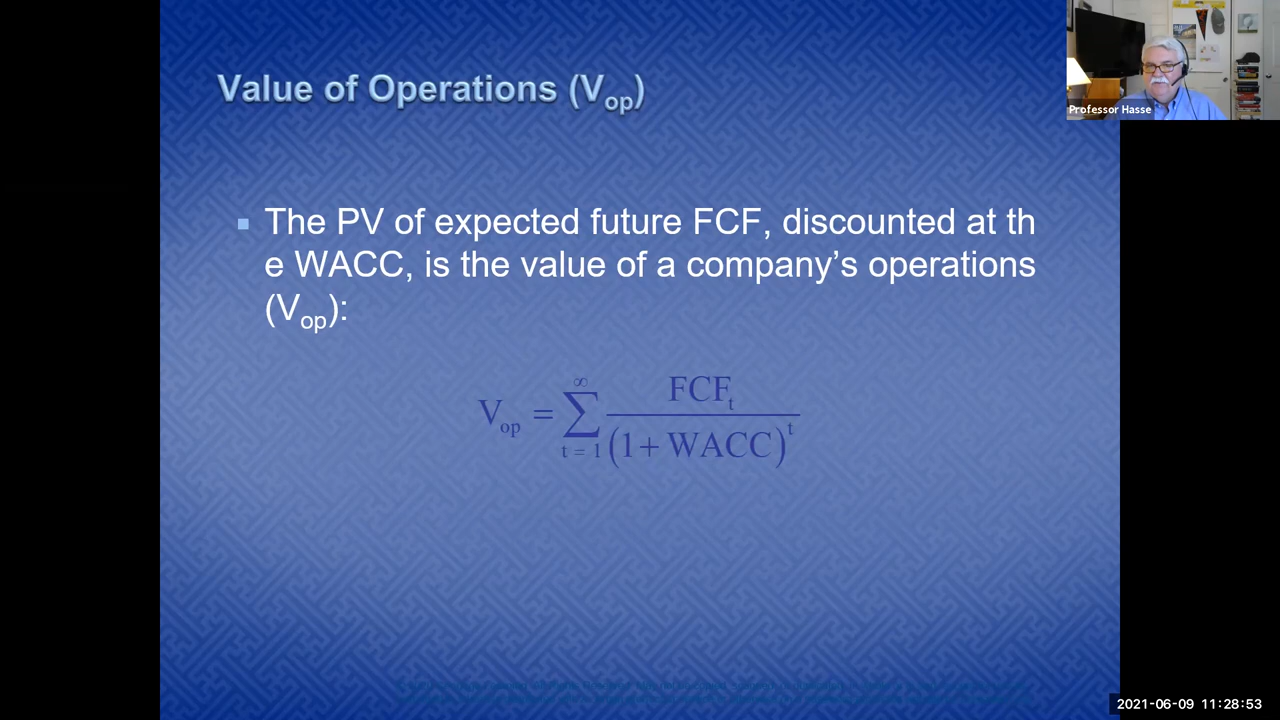 Value of Operations (Vop)
Professor Hasse
▪ The PV of expected future FCF, discounted at th
e WACC, is the value of a company’s operations
(Vop):
Vop = ∞ ∑ t = 1 FCFt / (1 + WACC)^t
2021-06-09 11:28:53